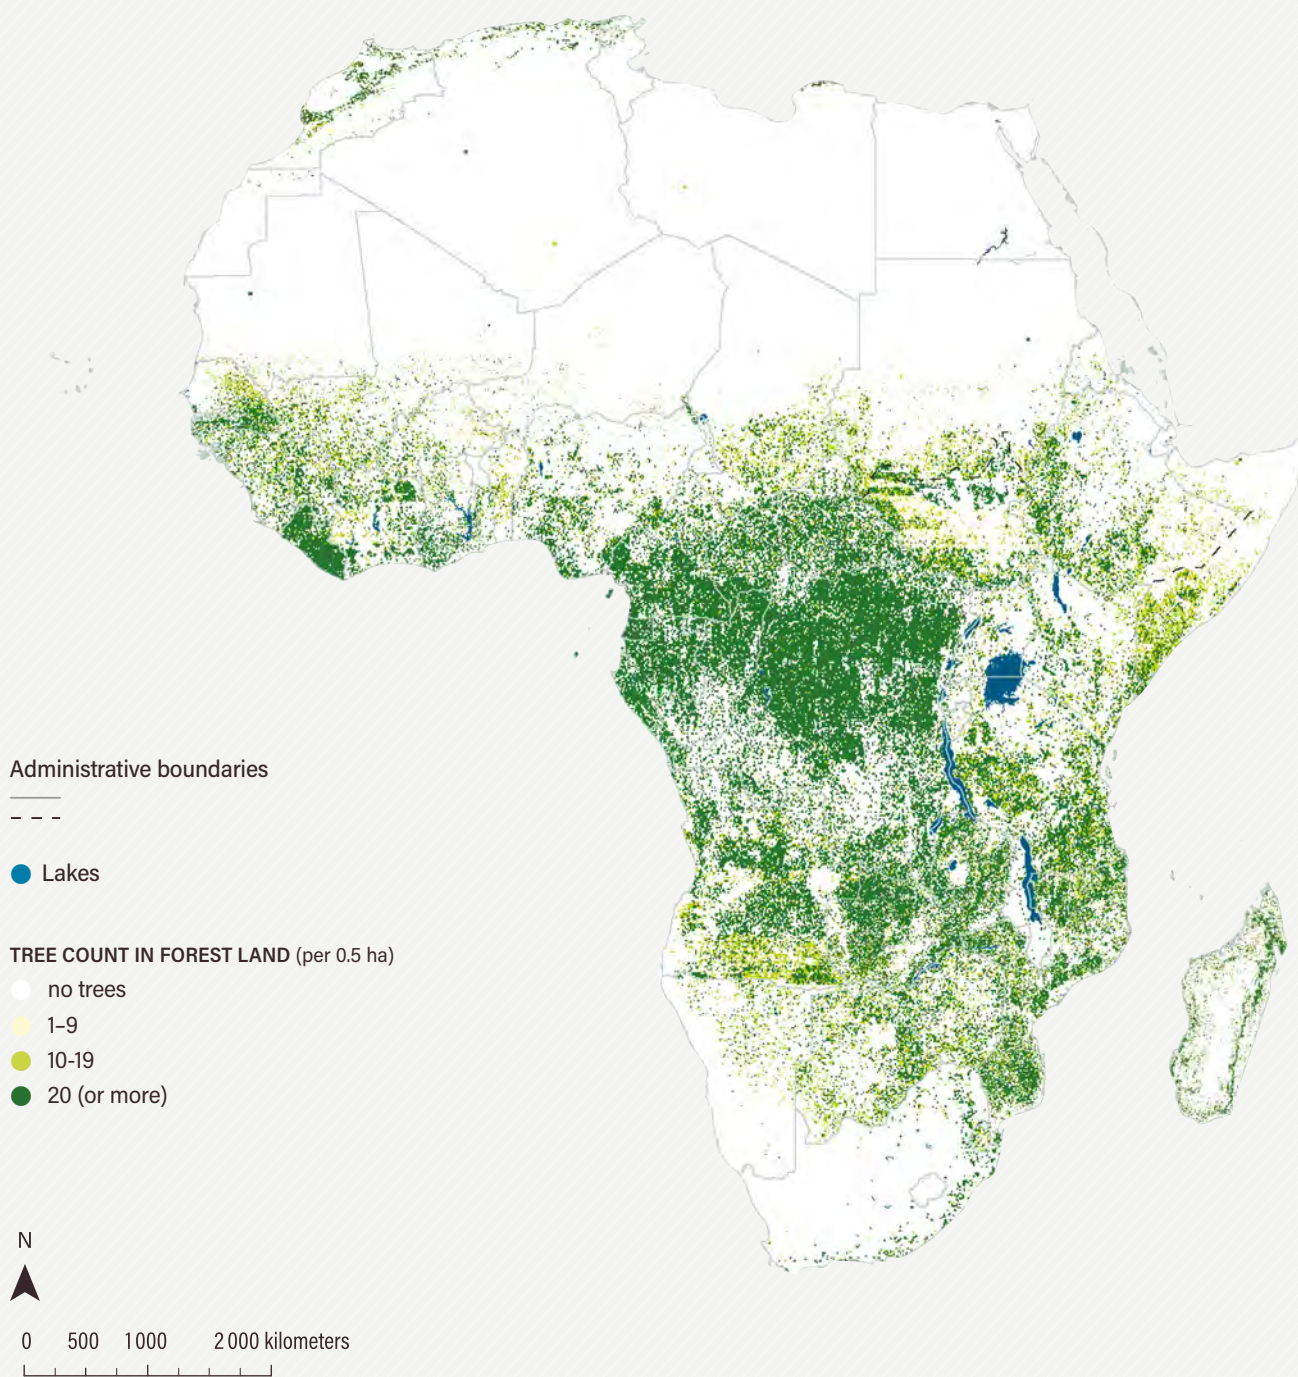 Administrative boundaries
Lakes
TREE COUNT IN FOREST LAND (per 0.5 ha)
no trees
1–9
10-19
20 (or more)
N
0 500 1 000 2 000 kilometers